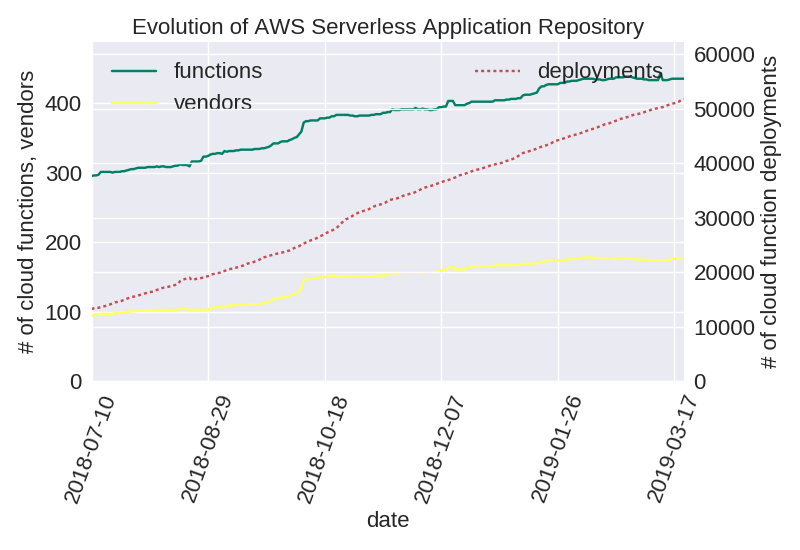 Evolution of AWS Serverless Application Repository
functions
vendors
deployments
# of cloud functions, vendors
400
300
200
100
0
60000
50000
40000
30000
20000
10000
0
# of cloud function deployments
2018-07-10
2018-08-29
2018-10-18
2018-12-07
2019-01-26
2019-03-17
date